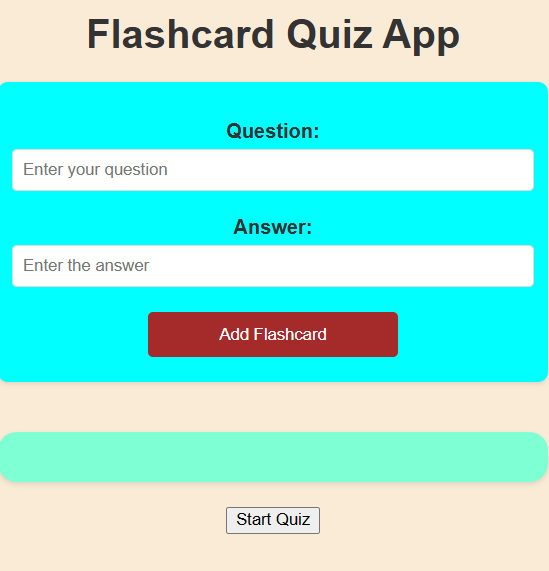 Flashcard Quiz App
Question:
Enter your question
Answer:
Enter the answer
Add Flashcard
Start Quiz